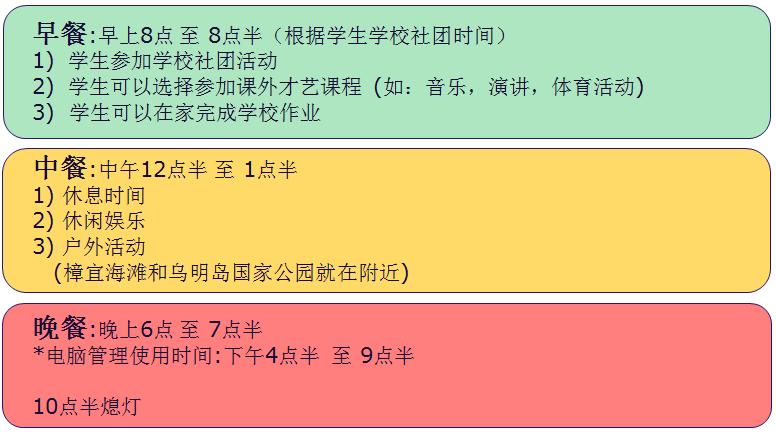 早餐:早上8点 至 8点半（根据学生学校社团时间）
1) 学生参加学校社团活动
2) 学生可以选择参加课外才艺课程 (如：音乐，演讲，体育活动)
3) 学生可以在家完成学校作业
中餐:中午12点半 至 1点半
1) 休息时间
2) 休闲娱乐
3) 户外活动
(樟宜海滩和乌明岛国家公园就在附近)
晚餐:晚上6点 至 7点半
*电脑管理使用时间:下午4点半 至 9点半
10点半熄灯